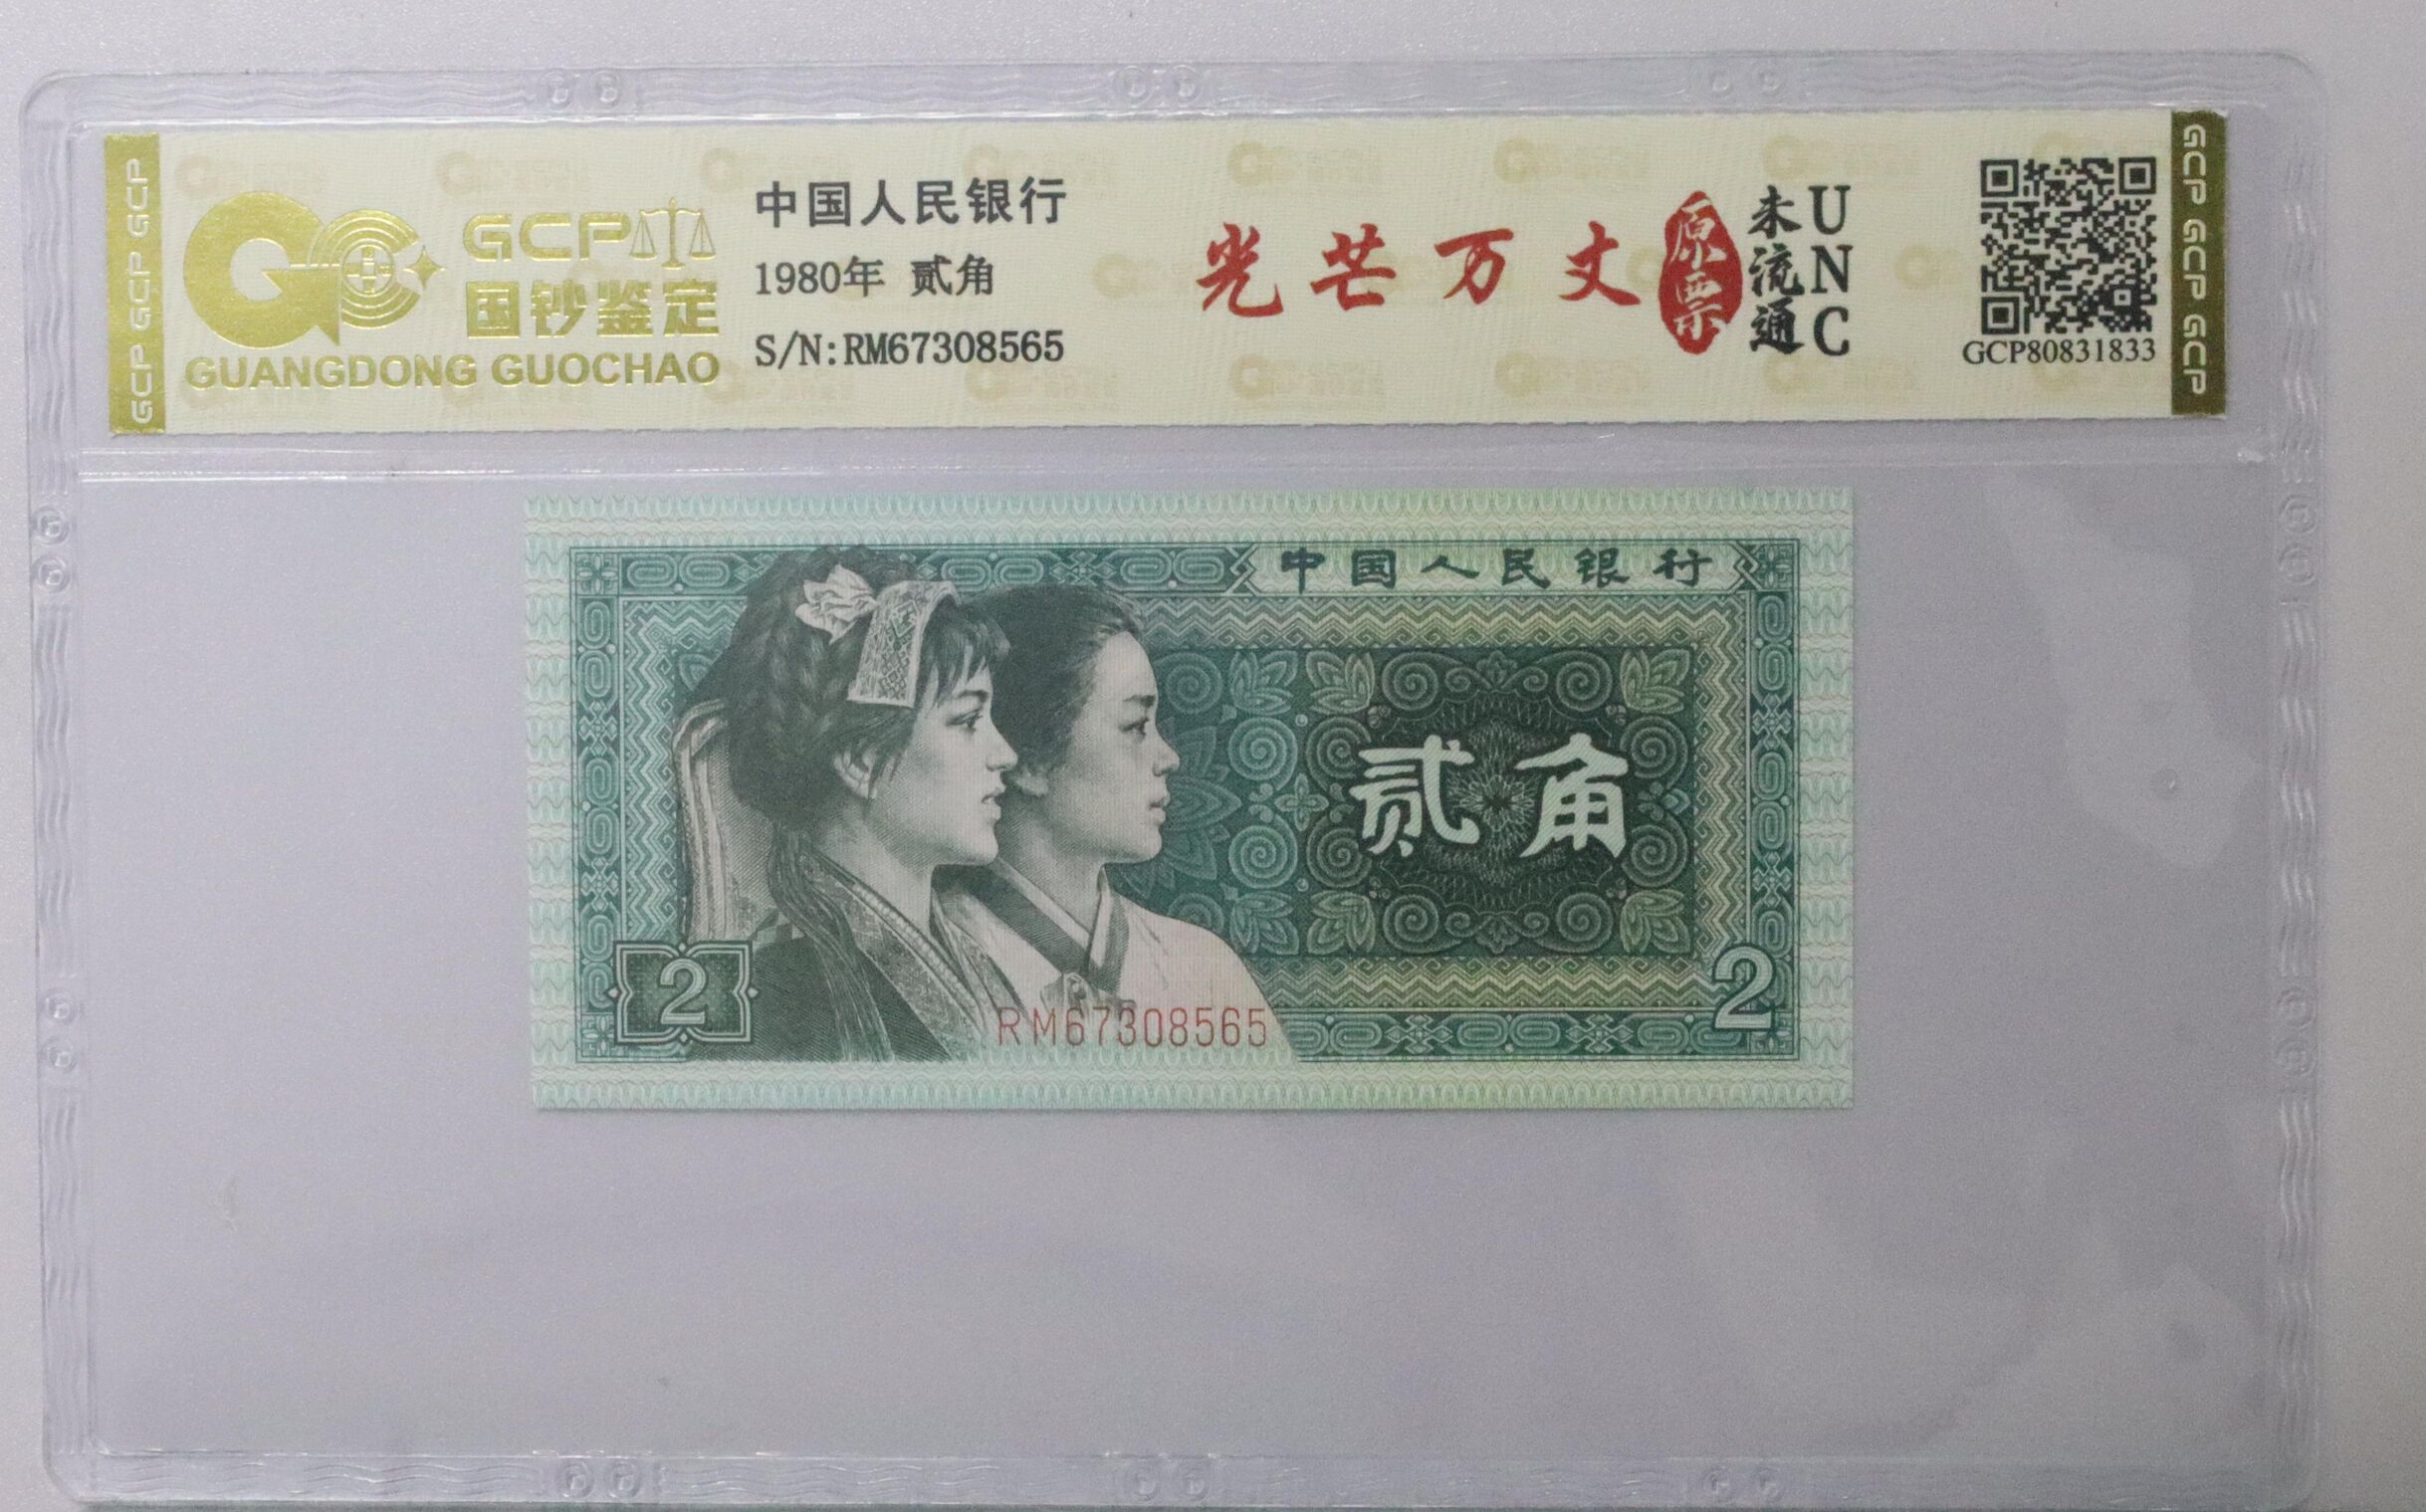 GCP GCP GCP
GCP
国钞鉴定
GUANGDONG GUOCHAO
中国人民银行
1980年 贰角
S/N:RM67308565
光芒万丈
原票
未流通
UNC
GCP80831833
GCP GCP GCP
中国人民银行
贰角
2
RM67308565
2